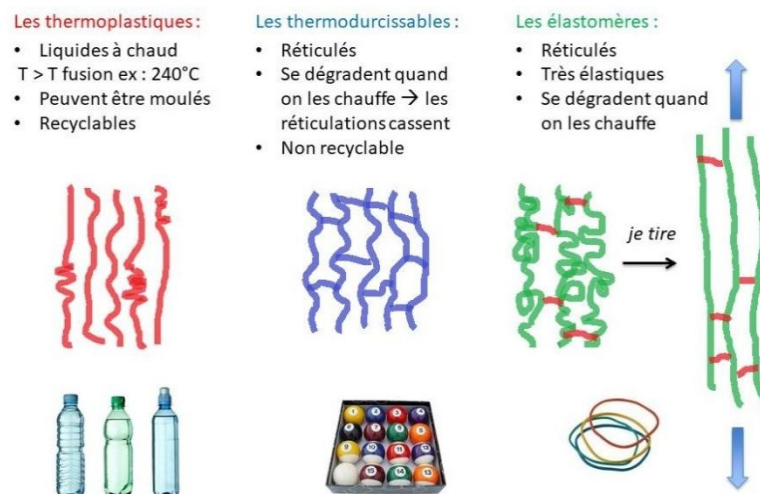 Les thermoplastiques :
• Liquides à chaud
T > T fusion ex : 240°C
• Peuvent être moulés
• Recyclables
Les thermodurcissables :
• Réticulés
• Se dégradent quand
on les chauffe → les
réticulations cassent
• Non recyclable
Les élastomères :
• Réticulés
• Très élastiques
• Se dégradent quand
on les chauffe
je tire